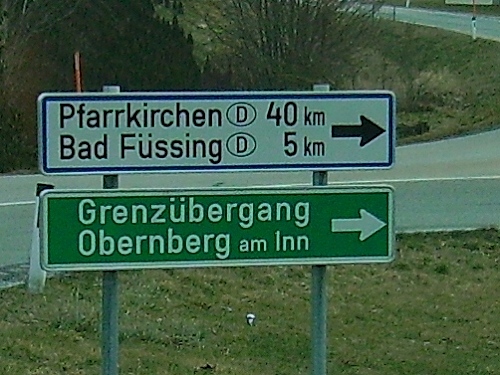 Pfarrkirchen D 40 km
Bad Füssing D 5 km
Grenzübergang
Obernberg am Inn